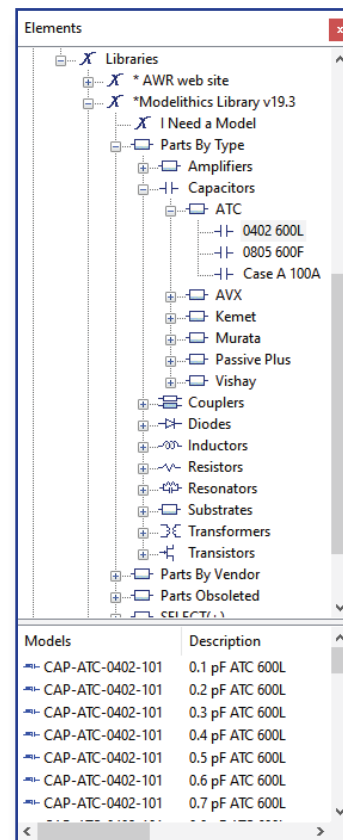 Elements
x
Libraries
* AWR web site
*Modelithics Library v19.3
I Need a Model
Parts By Type
Amplifiers
Capacitors
ATC
0402 600L
0805 600F
Case A 100A
AVX
Kemet
Murata
Passive Plus
Vishay
Couplers
Diodes
Inductors
Resistors
Resonators
Substrates
Transformers
Transistors
Parts By Vendor
Parts Obsoleted
SELECT(+)
Models Description
CAP-ATC-0402-101 0.1 pF ATC 600L
CAP-ATC-0402-101 0.2 pF ATC 600L
CAP-ATC-0402-101 0.3 pF ATC 600L
CAP-ATC-0402-101 0.4 pF ATC 600L
CAP-ATC-0402-101 0.5 pF ATC 600L
CAP-ATC-0402-101 0.6 pF ATC 600L
CAP-ATC-0402-101 0.7 pF ATC 600L